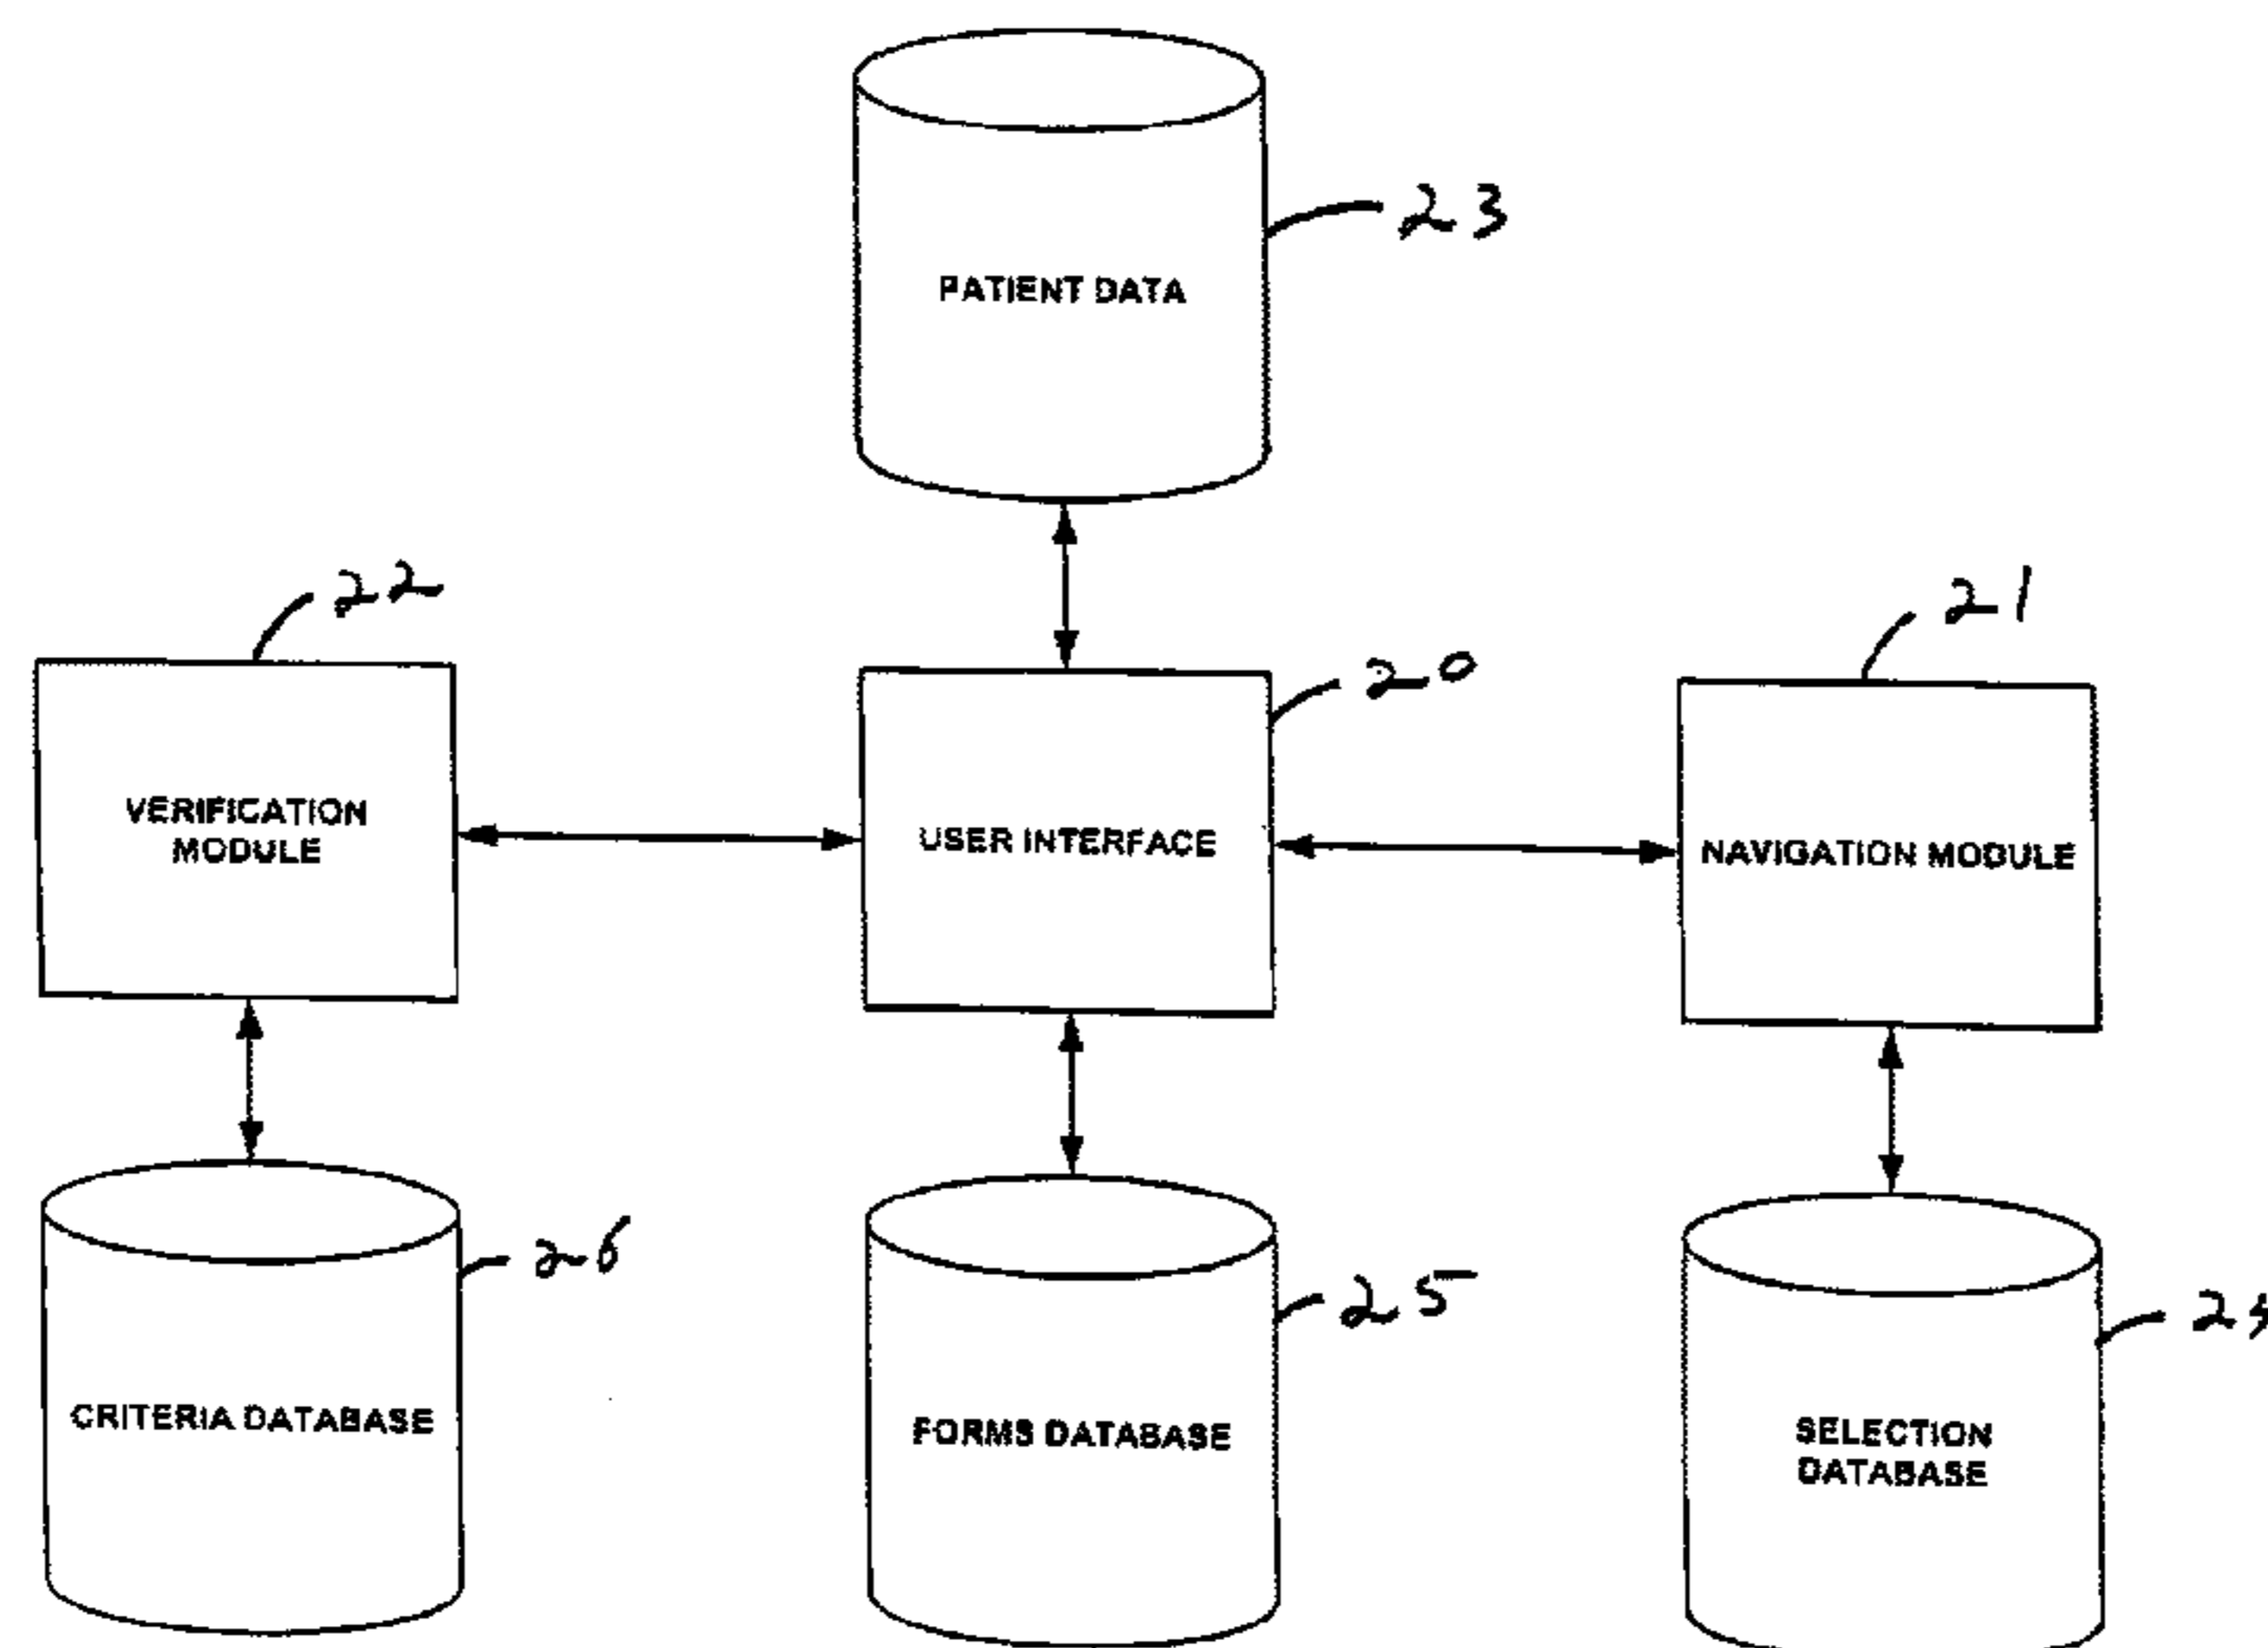 23
PATIENT DATA
22
21
20
VERIFICATION
MODULE
USER INTERFACE
NAVIGATION MODULE
26
25
CRITERIA DATABASE
FORMS DATABASE
SELECTION
DATABASE